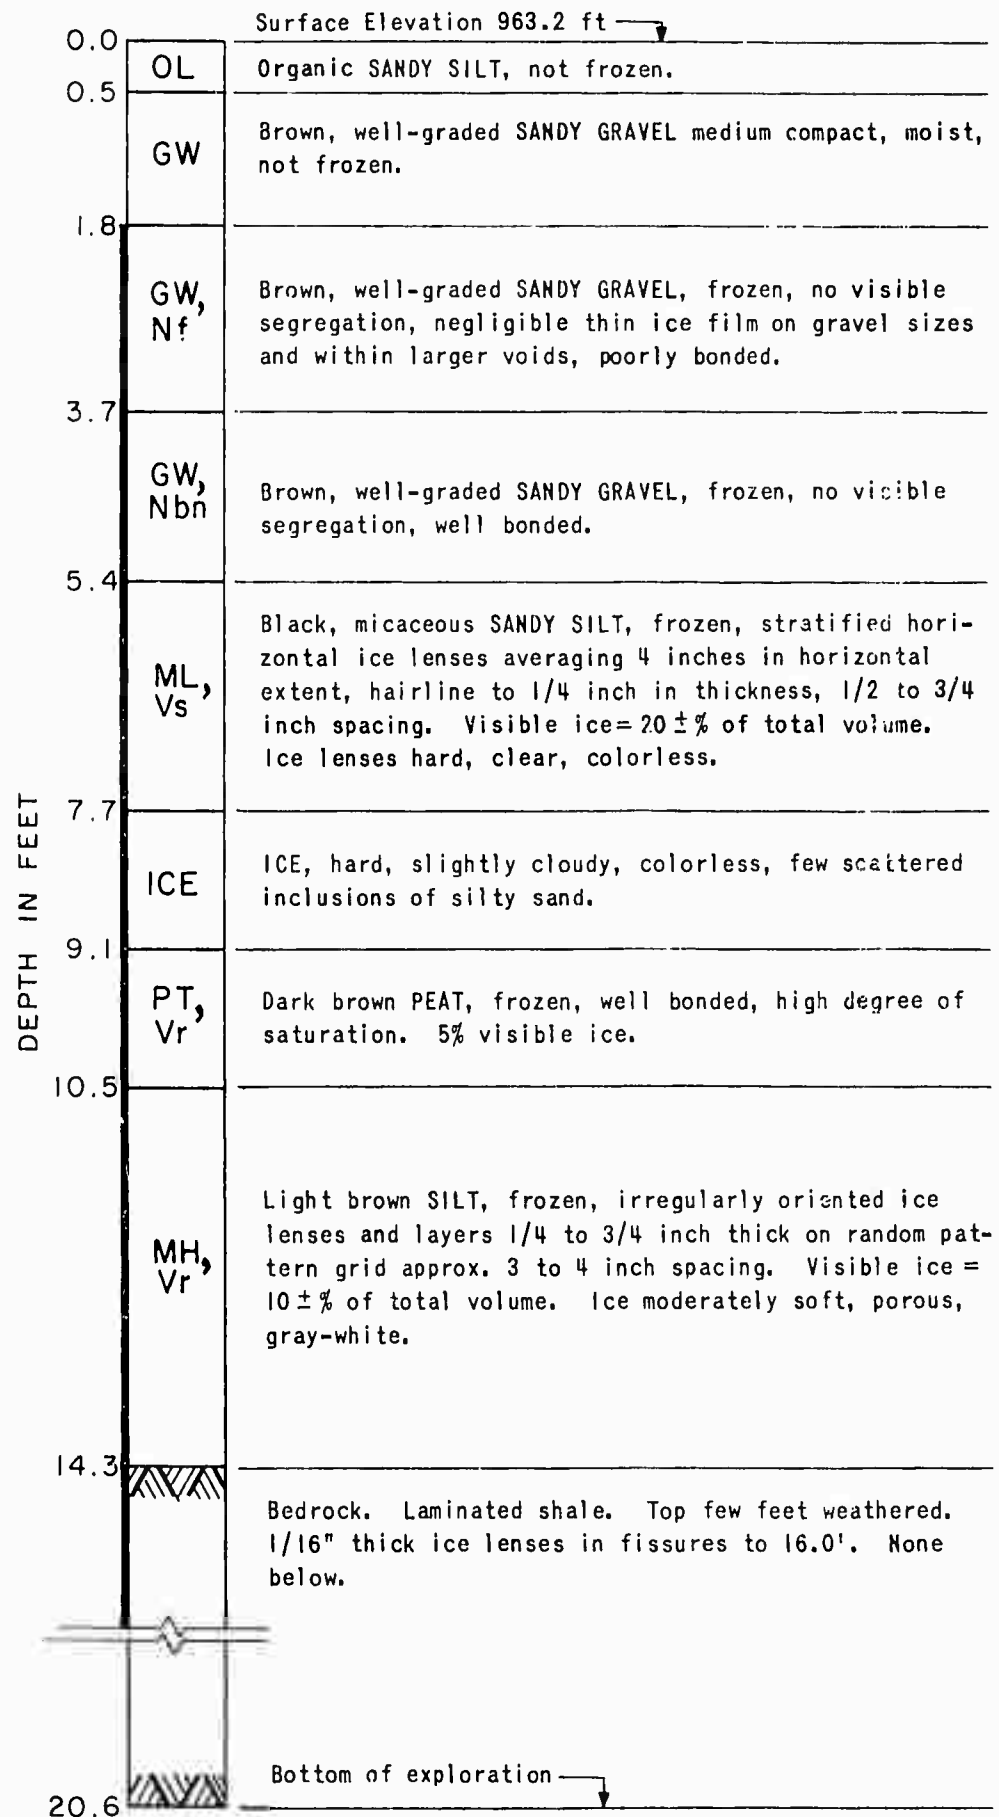 Surface Elevation 963.2 ft
0.0
OL
Organic SANDY SILT, not frozen.
0.5
GW
Brown, well-graded SANDY GRAVEL medium compact, moist,
not frozen.
1.8
GW,
Nf
Brown, well-graded SANDY GRAVEL, frozen, no visible
segregation, negligible thin ice film on gravel sizes
and within larger voids, poorly bonded.
3.7
GW,
Nbn
Brown, well-graded SANDY GRAVEL, frozen, no visible
segregation, well bonded.
5.4
ML,
Vs
Black, micaceous SANDY SILT, frozen, stratified hori-
zontal ice lenses averaging 4 inches in horizontal
extent, hairline to 1/4 inch in thickness, 1/2 to 3/4
inch spacing. Visible ice= 20 ± % of total volume.
Ice lenses hard, clear, colorless.
DEPTH IN FEET
7.7
ICE
ICE, hard, slightly cloudy, colorless, few scattered
inclusions of silty sand.
9.1
PT,
Vr
Dark brown PEAT, frozen, well bonded, high degree of
saturation. 5% visible ice.
10.5
MH,
Vr
Light brown SILT, frozen, irregularly oriented ice
lenses and layers 1/4 to 3/4 inch thick on random pat-
tern grid approx. 3 to 4 inch spacing. Visible ice =
10 ± % of total volume. Ice moderately soft, porous,
gray-white.
14.3
Bedrock. Laminated shale. Top few feet weathered.
1/16" thick ice lenses in fissures to 16.0'. None
below.
Bottom of exploration
20.6